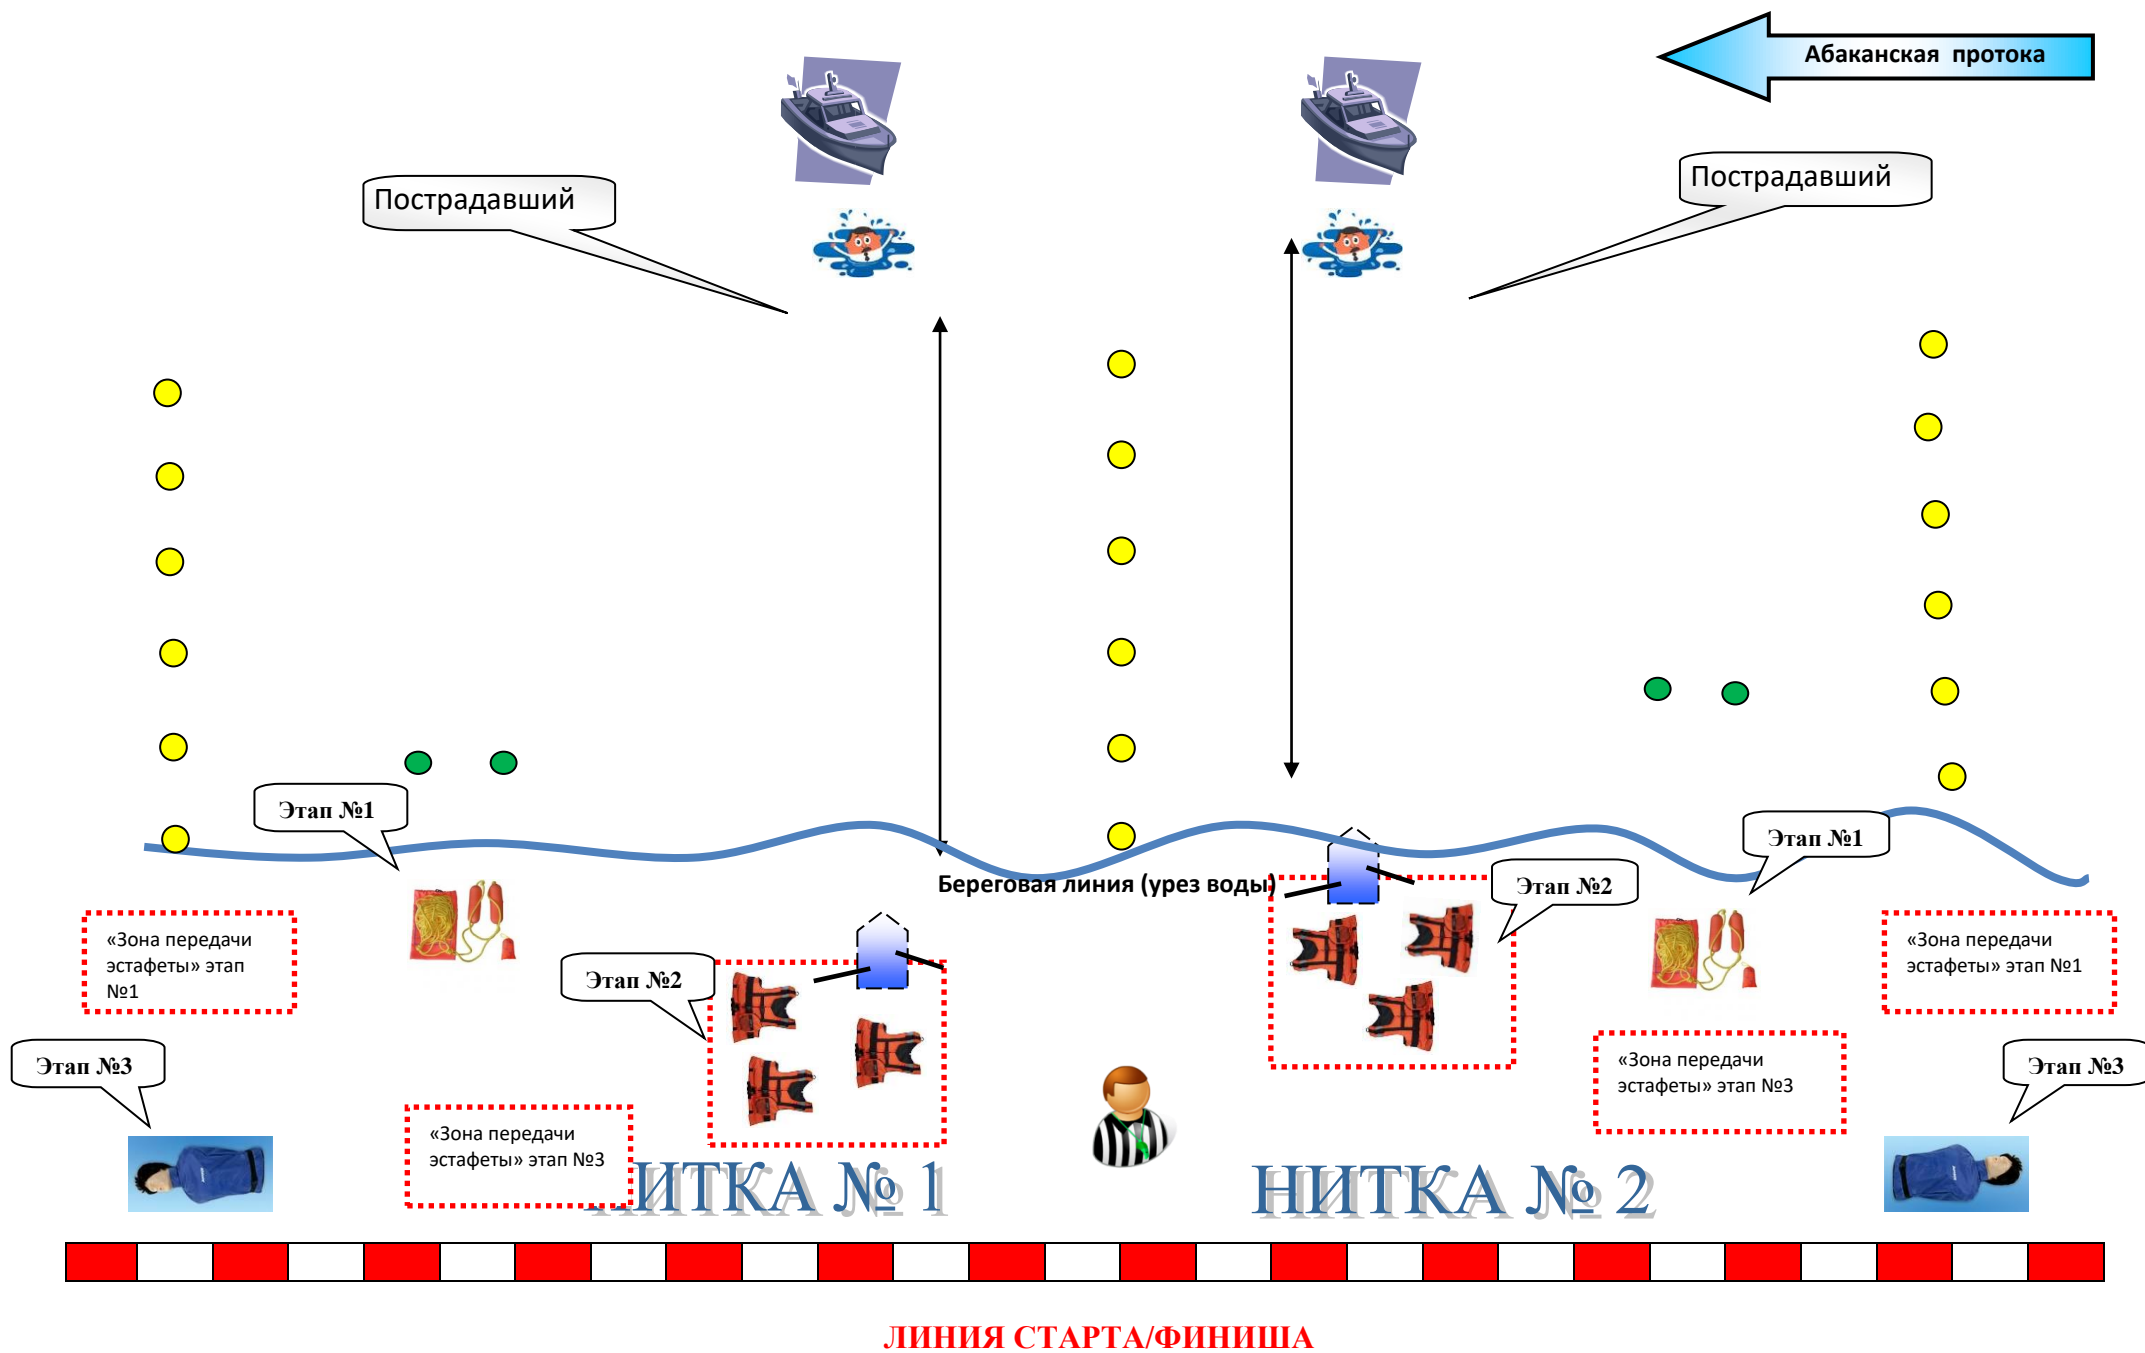 Абаканская протока
Пострадавший
Пострадавший
Этап №1
Этап №1
Береговая линия (урез воды)
Этап №2
«Зона передачи
эстафеты» этап
№1
Этап №2
«Зона передачи
эстафеты» этап №1
Этап №3
«Зона передачи
эстафеты» этап №3
Этап №3
«Зона передачи
эстафеты» этап №3
НИТКА № 1
НИТКА № 2
ЛИНИЯ СТАРТА/ФИНИША